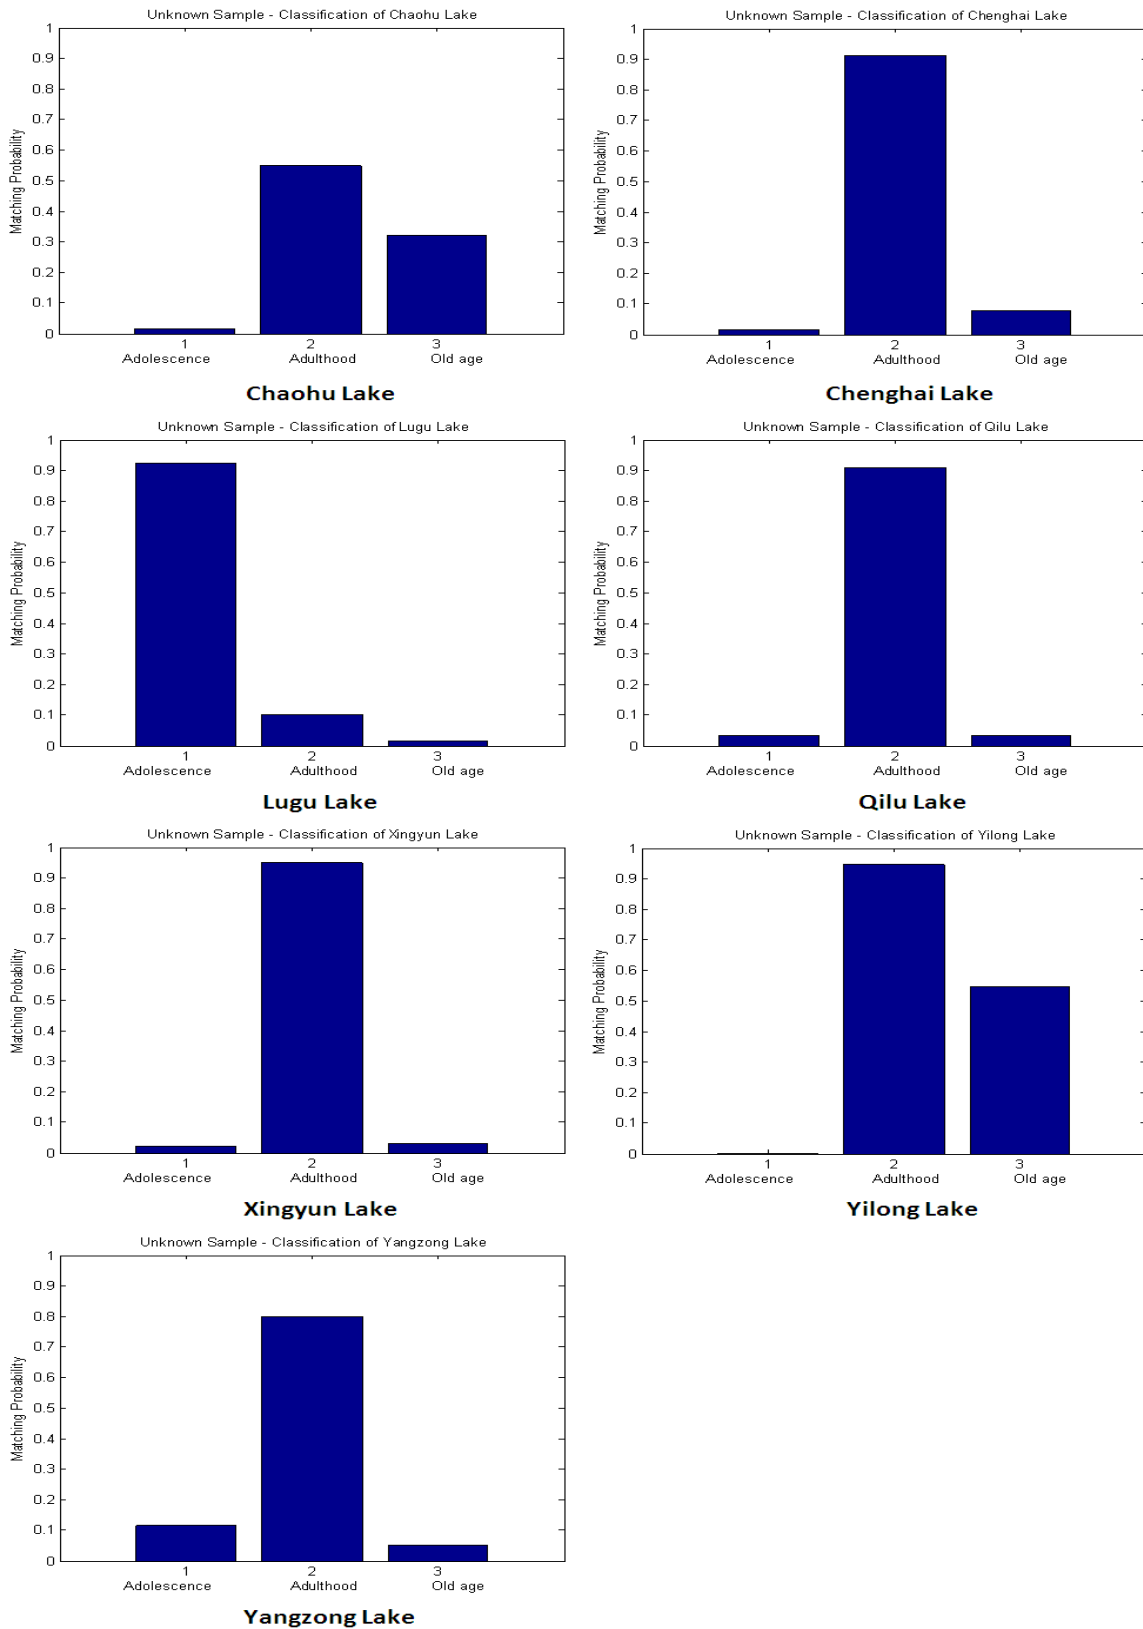 Unknown Sample - Classification of Chaohu Lake
1
0.9
0.8
0.7
0.6
0.5
0.4
0.3
0.2
0.1
0
Matching Probability
1 2 3
Adolescence Adulthood Old age
Chaohu Lake
Unknown Sample - Classification of Chenghai Lake
1
0.9
0.8
0.7
0.6
0.5
0.4
0.3
0.2
0.1
0
Matching Probability
1 2 3
Adolescence Adulthood Old age
Chenghai Lake
Unknown Sample - Classification of Lugu Lake
1
0.9
0.8
0.7
0.6
0.5
0.4
0.3
0.2
0.1
0
Matching Probability
1 2 3
Adolescence Adulthood Old age
Lugu Lake
Unknown Sample - Classification of Qilu Lake
1
0.9
0.8
0.7
0.6
0.5
0.4
0.3
0.2
0.1
0
Matching Probability
1 2 3
Adolescence Adulthood Old age
Qilu Lake
Unknown Sample - Classification of Xingyun Lake
1
0.9
0.8
0.7
0.6
0.5
0.4
0.3
0.2
0.1
0
Matching Probability
1 2 3
Adolescence Adulthood Old age
Xingyun Lake
Unknown Sample - Classification of Yilong Lake
1
0.9
0.8
0.7
0.6
0.5
0.4
0.3
0.2
0.1
0
Matching Probability
1 2 3
Adolescence Adulthood Old age
Yilong Lake
Unknown Sample - Classification of Yangzong Lake
1
0.9
0.8
0.7
0.6
0.5
0.4
0.3
0.2
0.1
0
Matching Probability
1 2 3
Adolescence Adulthood Old age
Yangzong Lake